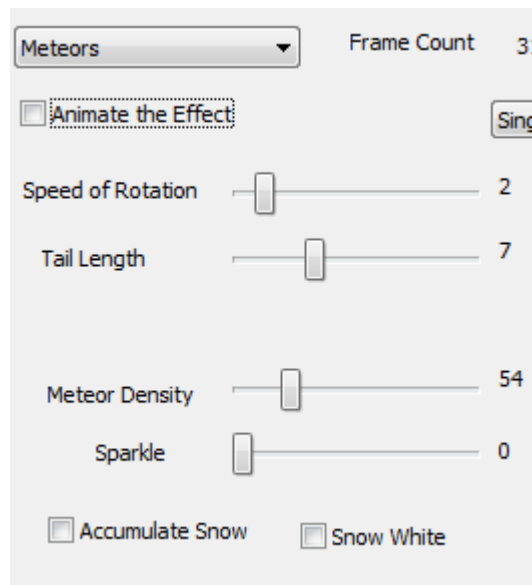 Meteors
Frame Count
Animate the Effect
Speed of Rotation
2
Tail Length
7
Meteor Density
54
Sparkle
0
Accumulate Snow
Snow White